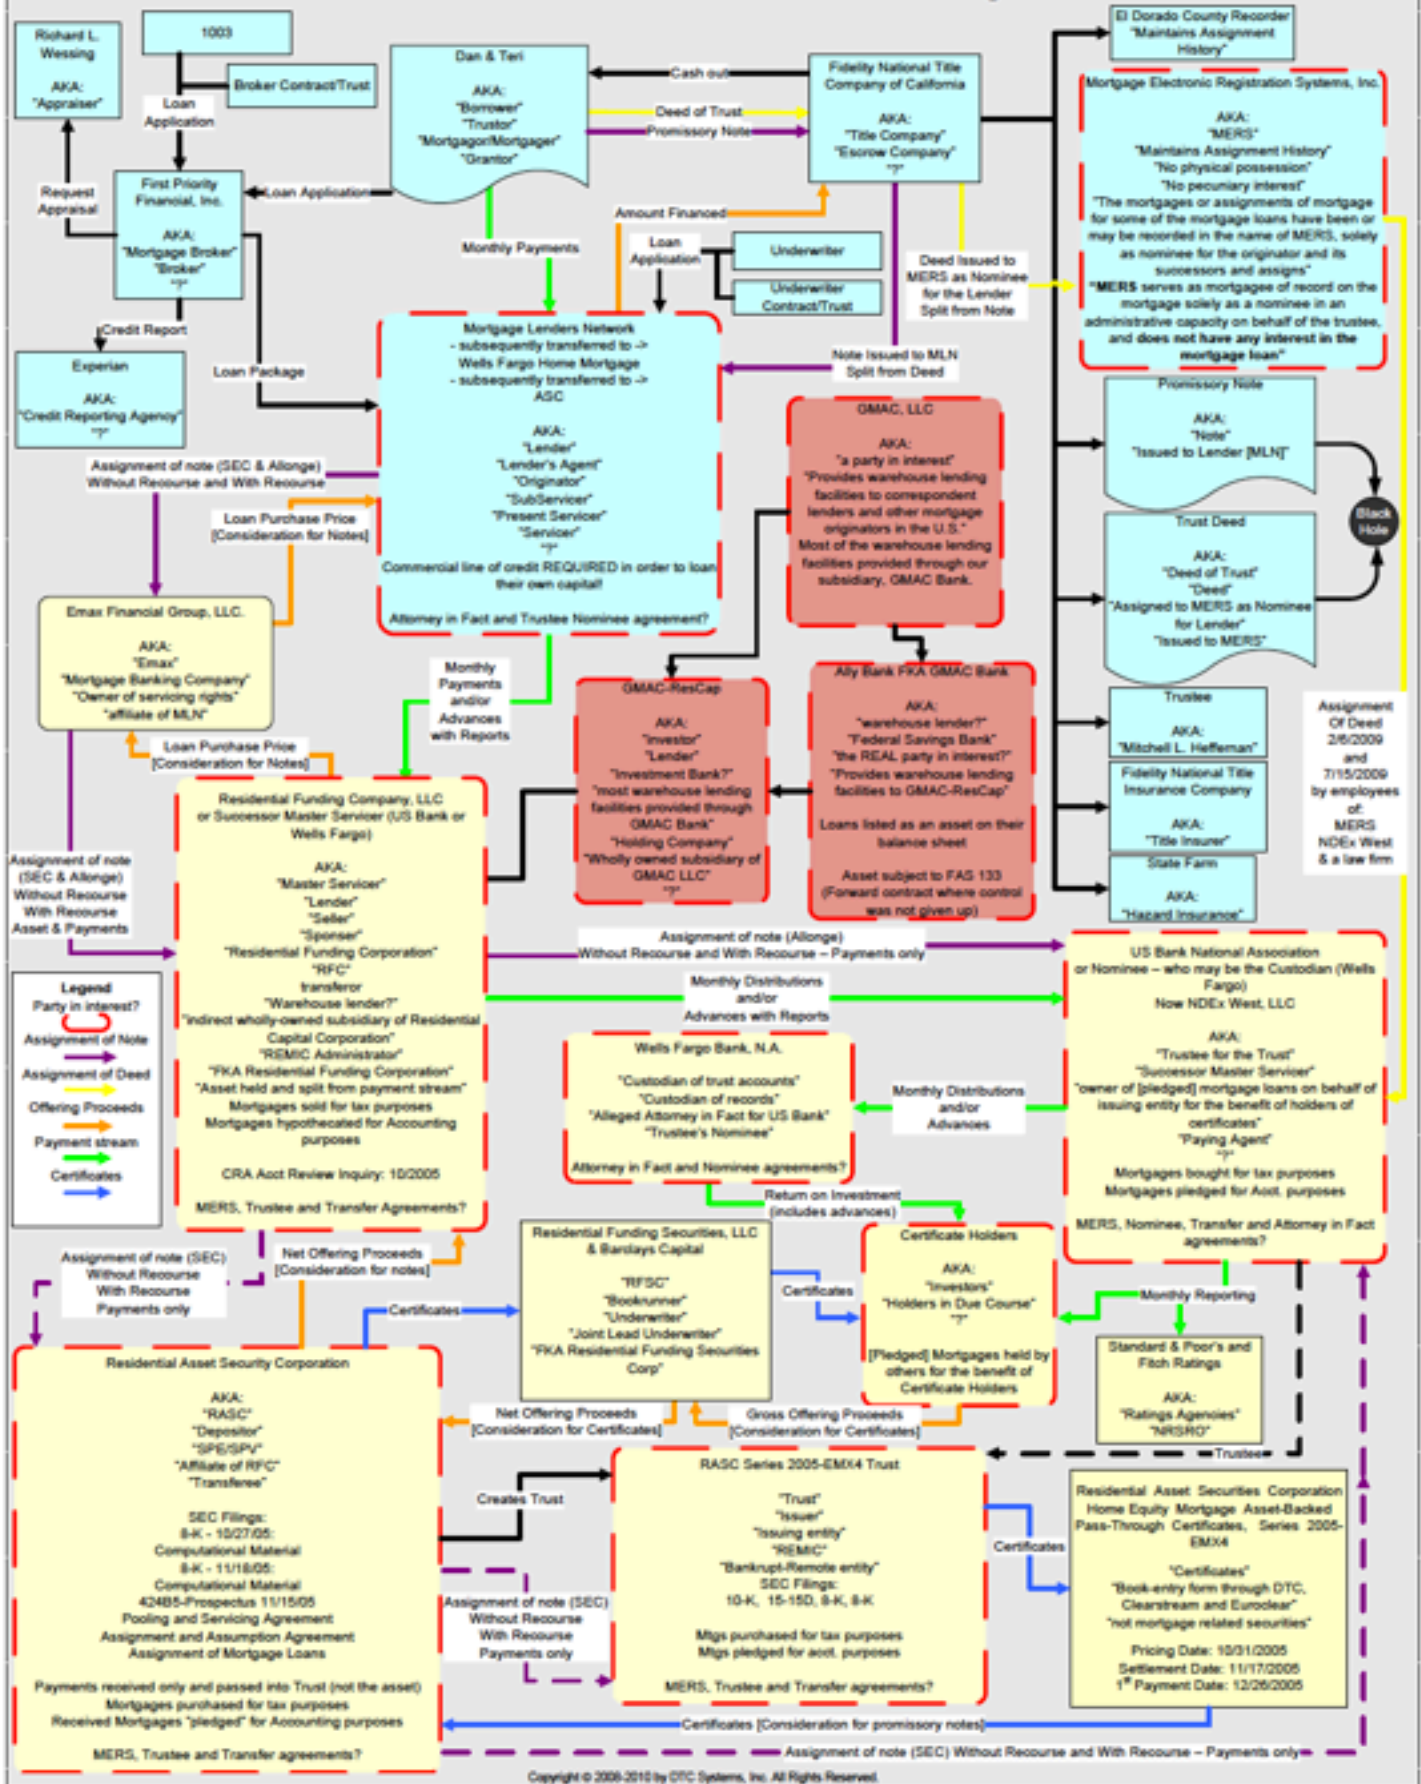 Richard L.
Wessing
AKA:
"Appraiser"
1003
Broker Contract/Trust
Loan
Application
Request
Appraisal
First Priority
Financial, Inc.
AKA:
"Mortgage Broker"
"Broker"
"?"
Credit Report
Experian
AKA:
"Credit Reporting Agency"
"?"
Loan Package
Loan Application
Dan & Teri
AKA:
"Borrower"
"Trustor"
"Mortgagor/Mortgager"
"Grantor"
Cash out
Deed of Trust
Promissory Note
Monthly Payments
Amount Financed
Fidelity National Title
Company of California
AKA:
"Title Company"
"Escrow Company"
"?"
Loan
Application
Underwriter
Underwriter
Contract/Trust
Deed Issued to
MERS as Nominee
for the Lender
Split from Note
Note Issued to MLN
Split from Deed
El Dorado County Recorder
"Maintains Assignment
History"
Mortgage Electronic Registration Systems, Inc.
AKA:
"MERS"
"Maintains Assignment History"
"No physical possession"
"No pecuniary interest"
"The mortgages or assignments of mortgage
for some of the mortgage loans have been or
may be recorded in the name of MERS, solely
as nominee for the originator and its
successors and assigns"
"MERS serves as mortgagee of record on the
mortgage solely as a nominee in an
administrative capacity on behalf of the trustee,
and does not have any interest in the
mortgage loan"
Mortgage Lenders Network
- subsequently transferred to ->
Wells Fargo Home Mortgage
- subsequently transferred to ->
ASC
AKA:
"Lender"
"Lender's Agent"
"Originator"
"SubServicer"
"Present Servicer"
"Servicer"
"?"
Commercial line of credit REQUIRED in order to loan
their own capital!
Attorney in Fact and Trustee Nominee agreement?
GMAC, LLC
AKA:
"a party in interest"
"Provides warehouse lending
facilities to correspondent
lenders and other mortgage
originators in the U.S."
Most of the warehouse lending
facilities provided through our
subsidiary, GMAC Bank.
Promissory Note
AKA:
"Note"
"Issued to Lender [MLN]"
Black
Hole
Trust Deed
AKA:
"Deed of Trust"
"Deed"
"Assigned to MERS as Nominee
for Lender"
"Issued to MERS"
Assignment of note (SEC & Allonge)
Without Recourse and With Recourse
Loan Purchase Price
[Consideration for Notes]
Emax Financial Group, LLC.
AKA:
"Emax"
"Mortgage Banking Company"
"Owner of servicing rights"
"affiliate of MLN"
Loan Purchase Price
[Consideration for Notes]
Monthly
Payments
and/or
Advances
with Reports
GMAC-ResCap
AKA:
"investor"
"Lender"
"Investment Bank?"
"most warehouse lending
facilities provided through
GMAC Bank"
"Holding Company"
"Wholly owned subsidiary of
GMAC LLC"
"?"
Ally Bank FKA GMAC Bank
AKA:
"warehouse lender?"
"Federal Savings Bank"
"the REAL party in interest?"
"Provides warehouse lending
facilities to GMAC-ResCap"
Loans listed as an asset on their
balance sheet
Asset subject to FAS 133
(Forward contract where control
was not given up)
Trustee
AKA:
"Mitchell L. Heffernan"
Fidelity National Title
Insurance Company
AKA:
"Title Insurer"
State Farm
AKA:
"Hazard Insurance"
Assignment
Of Deed
2/6/2009
and
7/15/2009
by employees
of:
MERS
NDEx West
& a law firm
Assignment of note
(SEC & Allonge)
Without Recourse
With Recourse
Asset & Payments
Residential Funding Company, LLC
or Successor Master Servicer (US Bank or
Wells Fargo)
AKA:
"Master Servicer"
"Lender"
"Seller"
"Sponser"
"Residential Funding Corporation"
"RFC"
transferor
"Warehouse lender?"
"indirect wholly-owned subsidiary of Residential
Capital Corporation"
"REMIC Administrator"
"FKA Residential Funding Corporation"
"Asset held and split from payment stream"
Mortgages sold for tax purposes
Mortgages hypothecated for Accounting
purposes
CRA Acct Review Inquiry: 10/2005
MERS, Trustee and Transfer Agreements?
Legend
Party in interest?
Assignment of Note
Assignment of Deed
Offering Proceeds
Payment stream
Certificates
Assignment of note (Allonge)
Without Recourse and With Recourse – Payments only
Monthly Distributions
and/or
Advances with Reports
US Bank National Association
or Nominee – who may be the Custodian (Wells
Fargo)
Now NDEx West, LLC
AKA:
"Trustee for the Trust"
"Successor Master Servicer"
"owner of [pledged] mortgage loans on behalf of
issuing entity for the benefit of holders of
certificates"
"Paying Agent"
"?"
Mortgages bought for tax purposes
Mortgages pledged for Acct. purposes
MERS, Nominee, Transfer and Attorney in Fact
agreements?
Wells Fargo Bank, N.A.
"Custodian of trust accounts"
"Custodian of records"
"Alleged Attorney in Fact for US Bank"
"Trustee's Nominee"
Attorney in Fact and Nominee agreements?
Monthly Distributions
and/or
Advances
Return on Investment
(includes advances)
Assignment of note (SEC)
Without Recourse
With Recourse
Payments only
Net Offering Proceeds
[Consideration for notes]
Certificates
Residential Funding Securities, LLC
& Barclays Capital
"RFSC"
"Bookrunner"
"Underwriter"
"Joint Lead Underwriter"
"FKA Residential Funding Securities
Corp"
Certificates
Certificate Holders
AKA:
"Investors"
"Holders in Due Course"
"?"
[Pledged] Mortgages held by
others for the benefit of
Certificate Holders
Monthly Reporting
Standard & Poor's and
Fitch Ratings
AKA:
"Ratings Agencies"
"NRSRO"
Net Offering Proceeds
[Consideration for Certificates]
Gross Offering Proceeds
[Consideration for Certificates]
Trustee
Residential Asset Security Corporation
AKA:
"RASC"
"Depositor"
"SPE/SPV"
"Affiliate of RFC"
"Transferee"
SEC Filings:
8-K - 10/27/05:
Computational Material
8-K - 11/18/05:
Computational Material
424B5-Prospectus 11/15/05
Pooling and Servicing Agreement
Assignment and Assumption Agreement
Assignment of Mortgage Loans
Payments received only and passed into Trust (not the asset)
Mortgages purchased for tax purposes
Received Mortgages "pledged" for Accounting purposes
MERS, Trustee and Transfer agreements?
Creates Trust
Assignment of note (SEC)
Without Recourse
With Recourse
Payments only
RASC Series 2005-EMX4 Trust
"Trust"
"Issuer"
"Issuing entity"
"REMIC"
"Bankrupt-Remote entity"
SEC Filings:
10-K, 15-15D, 8-K, 8-K
Mtgs purchased for tax purposes
Mtgs pledged for acct. purposes
MERS, Trustee and Transfer agreements?
Certificates
Residential Asset Securities Corporation
Home Equity Mortgage Asset-Backed
Pass-Through Certificates, Series 2005-
EMX4
"Certificates"
"Book-entry form through DTC,
Clearstream and Euroclear"
"not mortgage related securities"
Pricing Date: 10/31/2005
Settlement Date: 11/17/2005
1st Payment Date: 12/26/2005
Certificates [Consideration for promissory notes]
Assignment of note (SEC) Without Recourse and With Recourse – Payments only
Copyright © 2008-2010 by DTC Systems, Inc. All Rights Reserved.